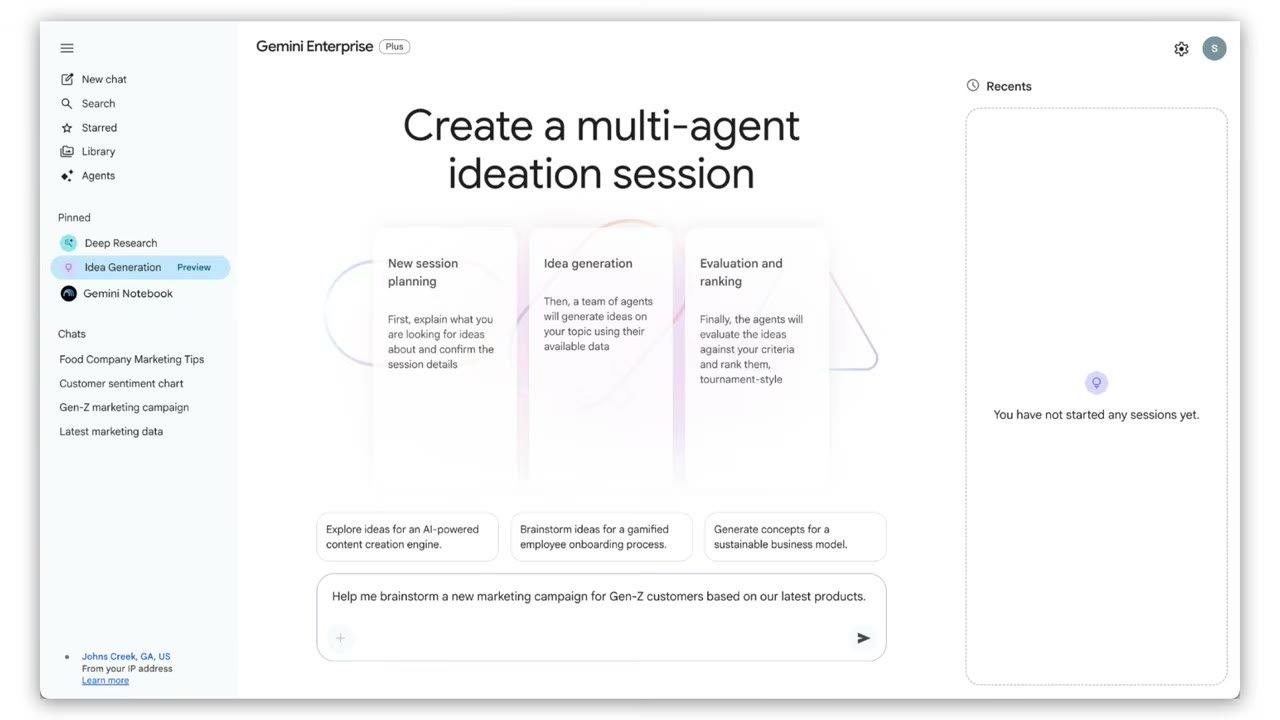 Gemini Enterprise
Plus
S
New chat
Search
Starred
Library
Agents
Pinned
Deep Research
Idea Generation Preview
Gemini Notebook
Chats
Food Company Marketing Tips
Customer sentiment chart
Gen-Z marketing campaign
Latest marketing data
Johns Creek, GA, US
From your IP address
Learn more
Create a multi-agent
ideation session
New session
planning
First, explain what you
are looking for ideas
about and confirm the
session details
Idea generation
Then, a team of agents
will generate ideas on
your topic using their
available data
Evaluation and
ranking
Finally, the agents will
evaluate the ideas
against your criteria
and rank them,
tournament-style
Explore ideas for an AI-powered
content creation engine.
Brainstorm ideas for a gamified
employee onboarding process.
Generate concepts for a
sustainable business model.
Help me brainstorm a new marketing campaign for Gen-Z customers based on our latest products.
Recents
You have not started any sessions yet.